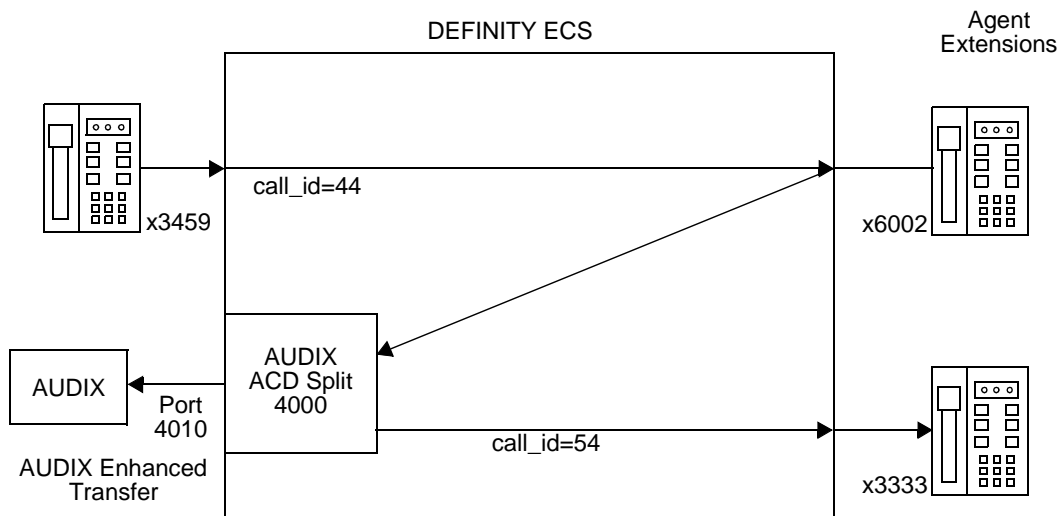 DEFINITY ECS
Agent
Extensions
call_id=44
x3459
x6002
AUDIX
ACD Split
4000
AUDIX
Port
4010
call_id=54
AUDIX Enhanced
Transfer
x3333